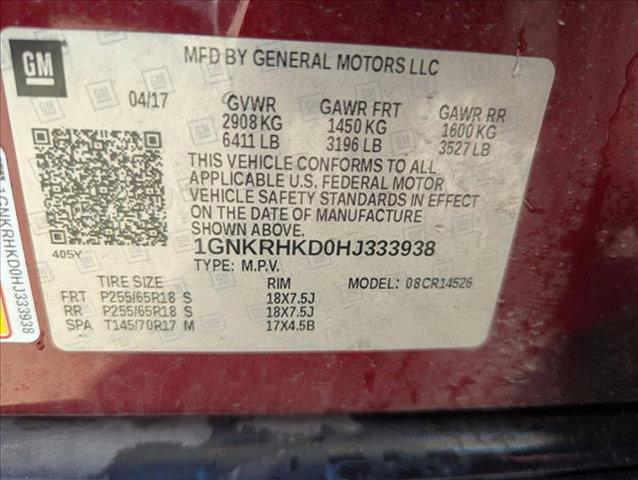 GM
MFD BY GENERAL MOTORS LLC
04/17
GVWR GAWR FRT GAWR RR
2908 KG 1450 KG 1600 KG
6411 LB 3196 LB 3527 LB
THIS VEHICLE CONFORMS TO ALL
APPLICABLE U.S. FEDERAL MOTOR
VEHICLE SAFETY STANDARDS IN EFFECT
ON THE DATE OF MANUFACTURE
SHOWN ABOVE.
405Y
1GNKRHKD0HJ333938
TYPE: M.P.V. MODEL: 08CR14526
TIRE SIZE RIM
FRT P255/65R18 S 18X7.5J
RR P255/65R18 S 18X7.5J
SPA T145/70R17 M 17X4.5B
1GNKRHKD0HJ333938